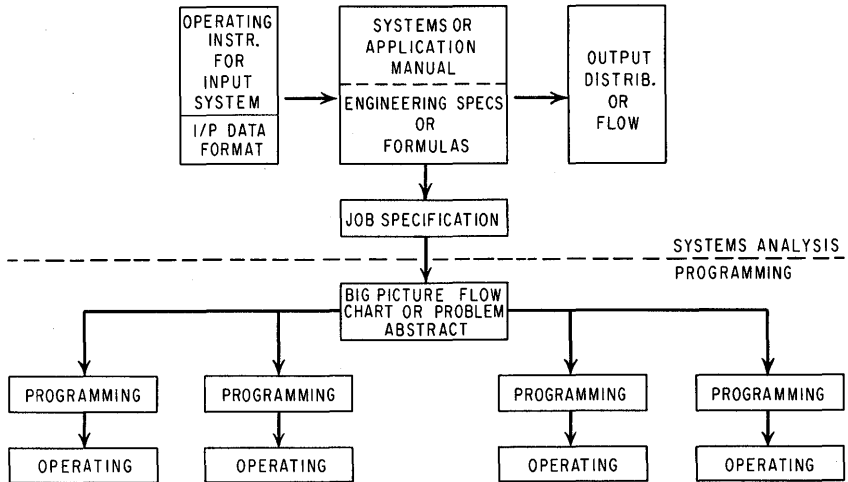 OPERATING
INSTR.
FOR
INPUT
SYSTEM
I/P DATA
FORMAT
SYSTEMS OR
APPLICATION
MANUAL
ENGINEERING SPECS
OR
FORMULAS
OUTPUT
DISTRIB.
OR
FLOW
JOB SPECIFICATION
SYSTEMS ANALYSIS
PROGRAMMING
BIG PICTURE FLOW
CHART OR PROBLEM
ABSTRACT
PROGRAMMING
PROGRAMMING
PROGRAMMING
PROGRAMMING
OPERATING
OPERATING
OPERATING
OPERATING